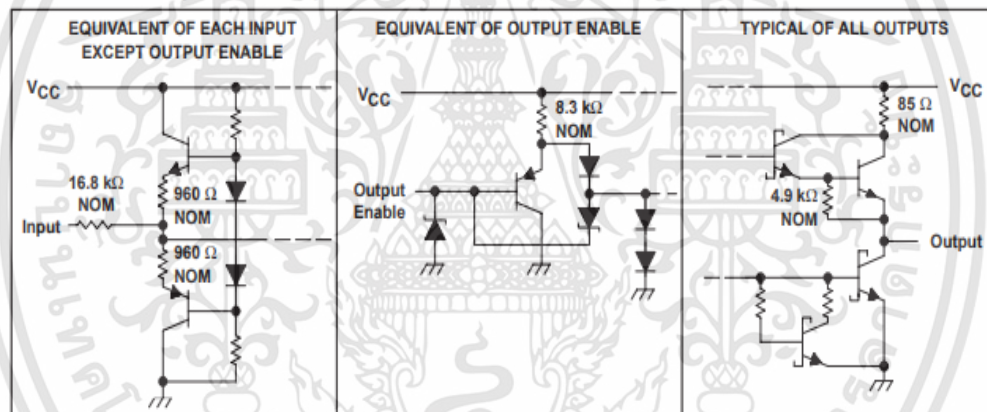 EQUIVALENT OF EACH INPUT
EXCEPT OUTPUT ENABLE
VCC
16.8 kΩ
NOM
960 Ω
NOM
Input
960 Ω
NOM
EQUIVALENT OF OUTPUT ENABLE
VCC
8.3 kΩ
NOM
Output
Enable
TYPICAL OF ALL OUTPUTS
VCC
85 Ω
NOM
4.9 kΩ
NOM
Output